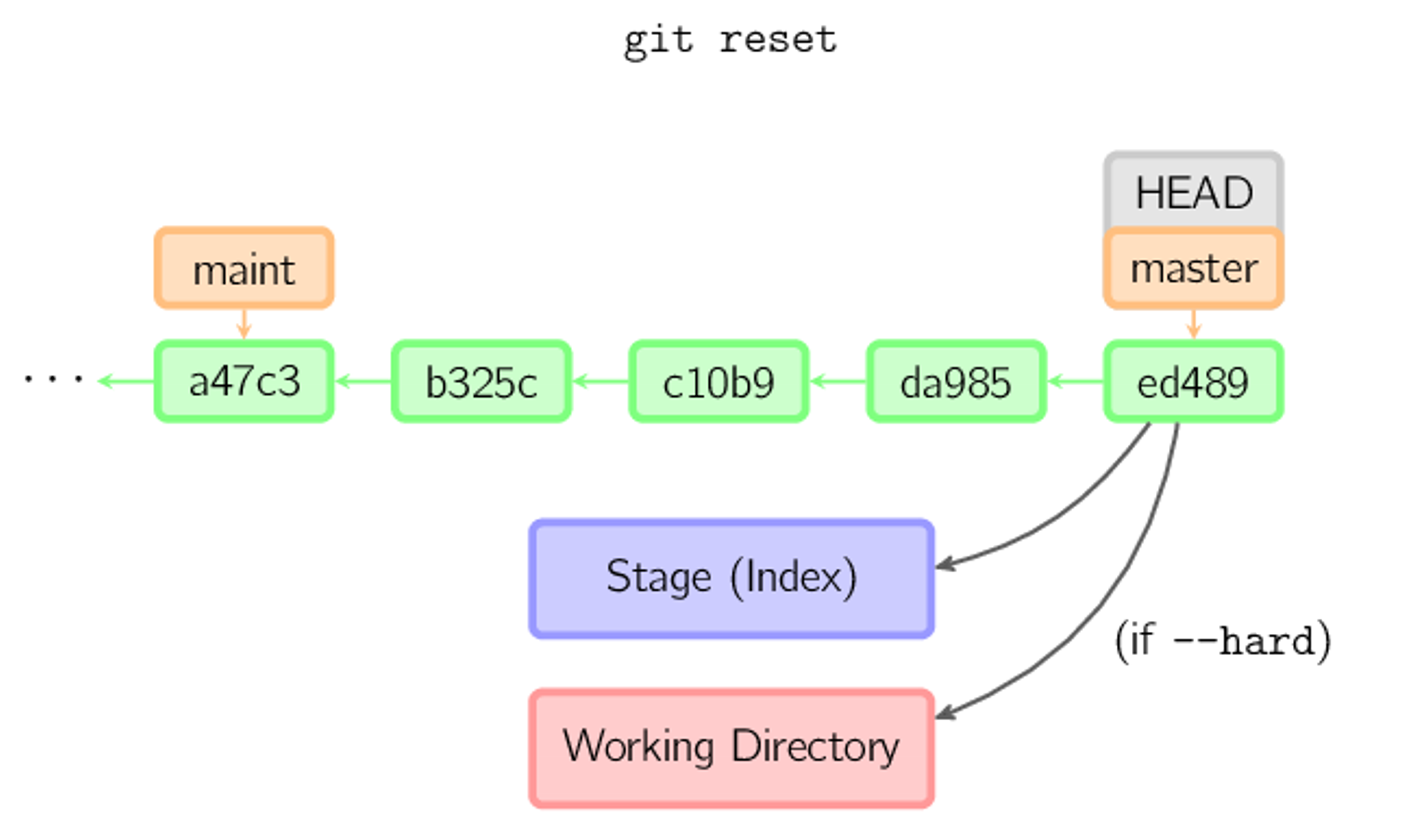 git reset
HEAD
maint
master
...
a47c3
b325c
c10b9
da985
ed489
Stage (Index)
(if --hard)
Working Directory